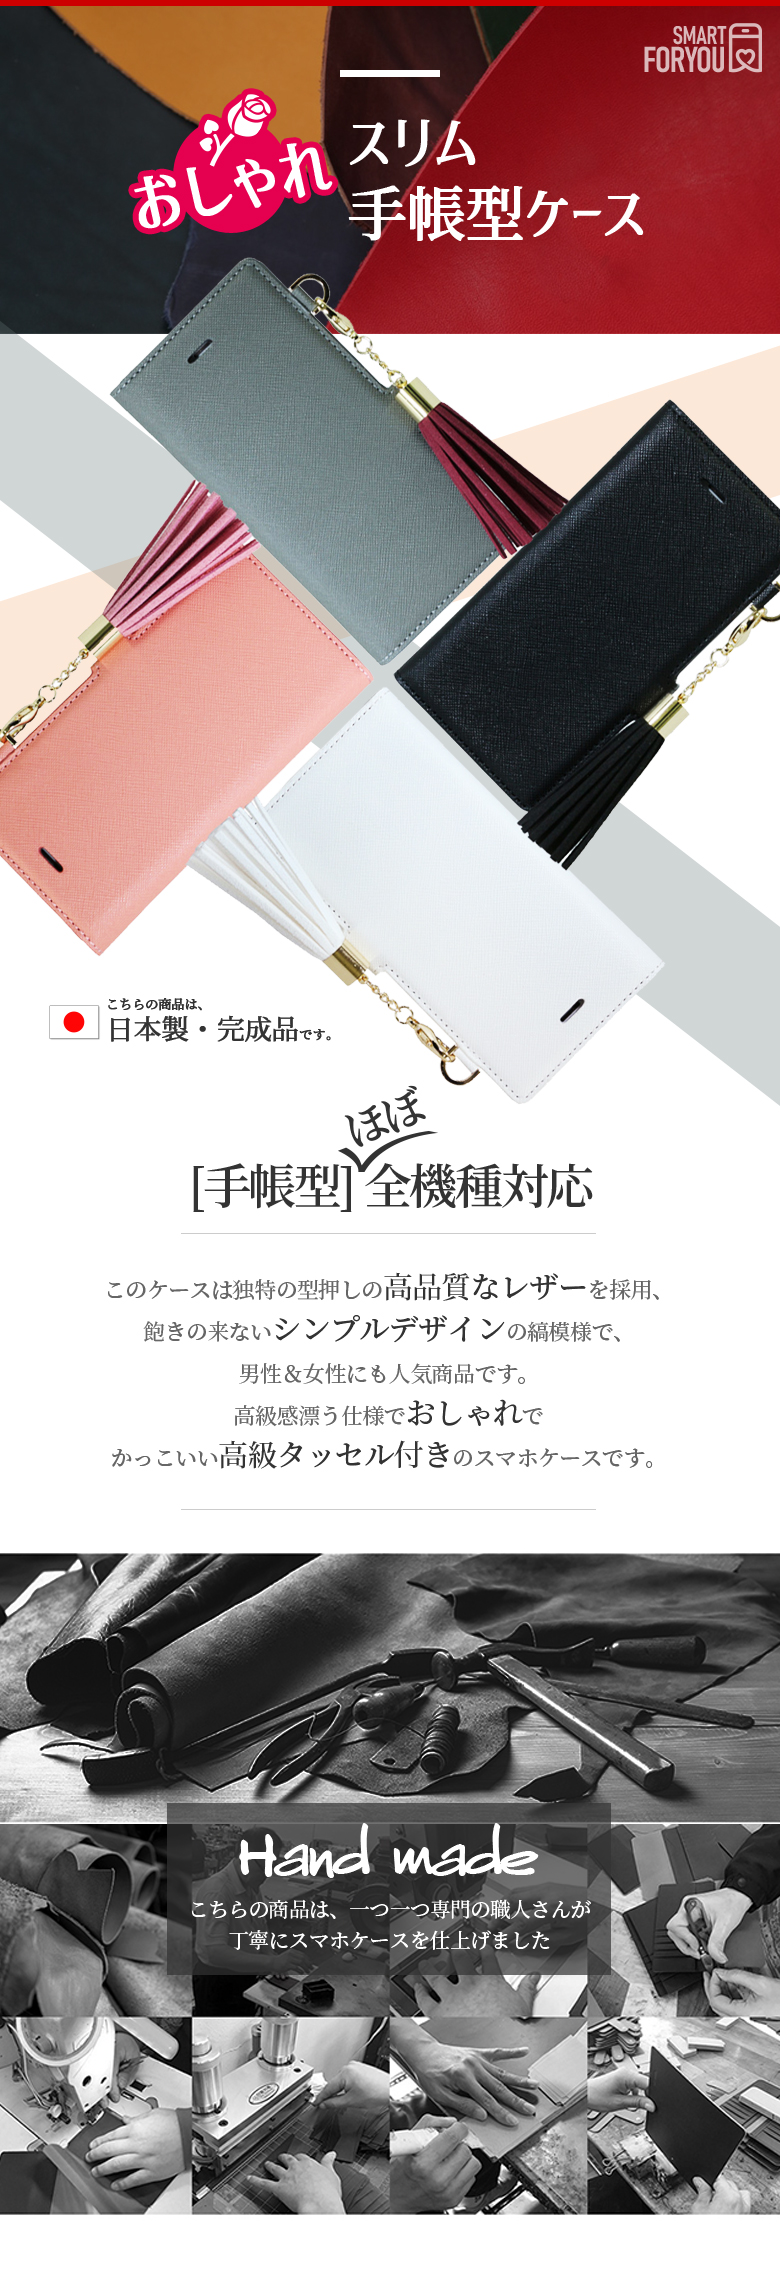 SMART
FORYOU
おしゃれ
スリム
手帳型ケース
こちらの商品は、
日本製・完成品です。
ほぼ
[手帳型]全機種対応
このケースは独特の型押しの高品質なレザーを採用、
飽きの来ないシンプルデザインの縞模様で、
男性＆女性にも人気商品です。
高級感漂う仕様でおしゃれで
かっこいい高級タッセル付きのスマホケースです。
Hand made
こちらの商品は、一つ一つ専門の職人さんが
丁寧にスマホケースを仕上げました